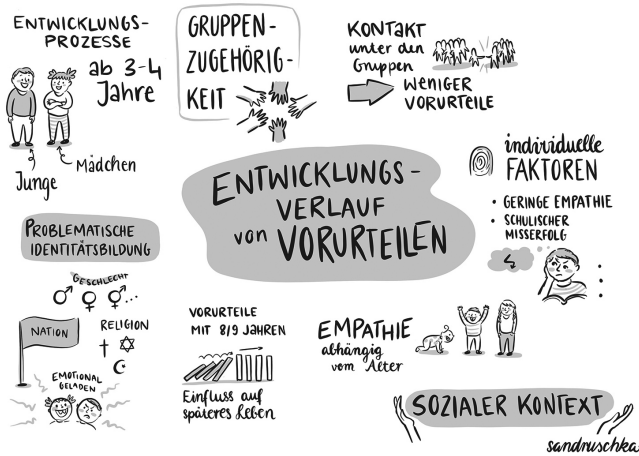 ENTWICKLUNGS-
PROZESSE
ab 3-4
Jahre
Junge
Mädchen
GRUPPEN-
ZUGEHÖRIG-
KEIT
KONTAKT
unter den
Gruppen
WENIGER
VORURTEILE
ENTWICKLUNGS-
VERLAUF
von VORURTEILEN
individuelle
FAKTOREN
• GERINGE EMPATHIE
• SCHULISCHER
MISSERFOLG
PROBLEMATISCHE
IDENTITÄTSBILDUNG
GESCHLECHT
NATION
RELIGION
EMOTIONAL
GELADEN
VORURTEILE
MIT 8/9 JAHREN
Einfluss auf
späteres Leben
EMPATHIE
abhängig
vom Alter
SOZIALER KONTEXT
sandruschka